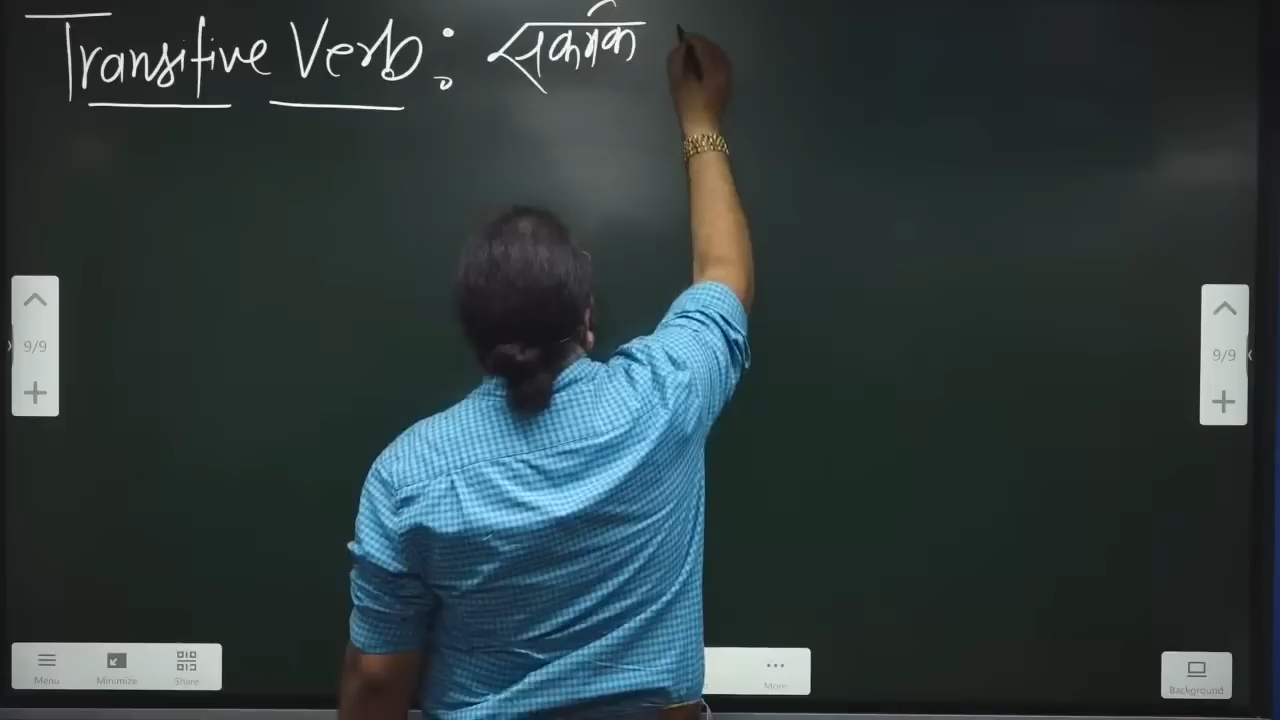 Transitive Verb : सकर्मक
9/9
9/9
Menu
Minimize
Share
More
Background